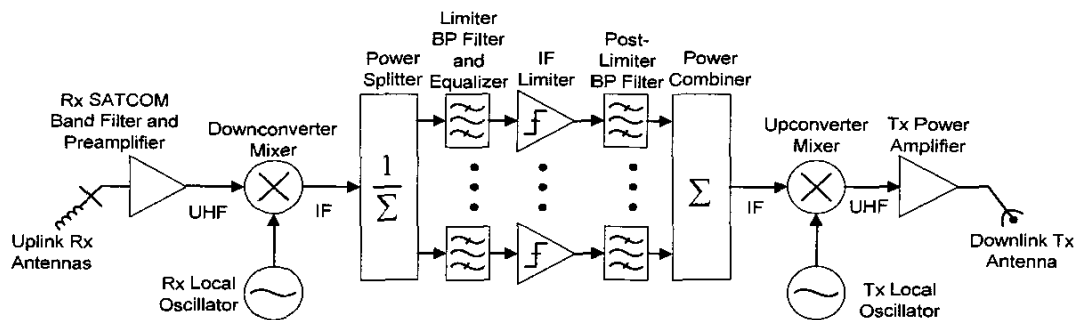 Rx SATCOM
Band Filter and
Preamplifier
Downconverter
Mixer
Power
Splitter
Limiter
BP Filter
and
Equalizer
IF
Limiter
Post-
Limiter
BP Filter
Power
Combiner
Upconverter
Mixer
Tx Power
Amplifier
1
Σ
Σ
UHF
IF
IF
UHF
Uplink Rx
Antennas
Rx Local
Oscillator
Tx Local
Oscillator
Downlink Tx
Antenna